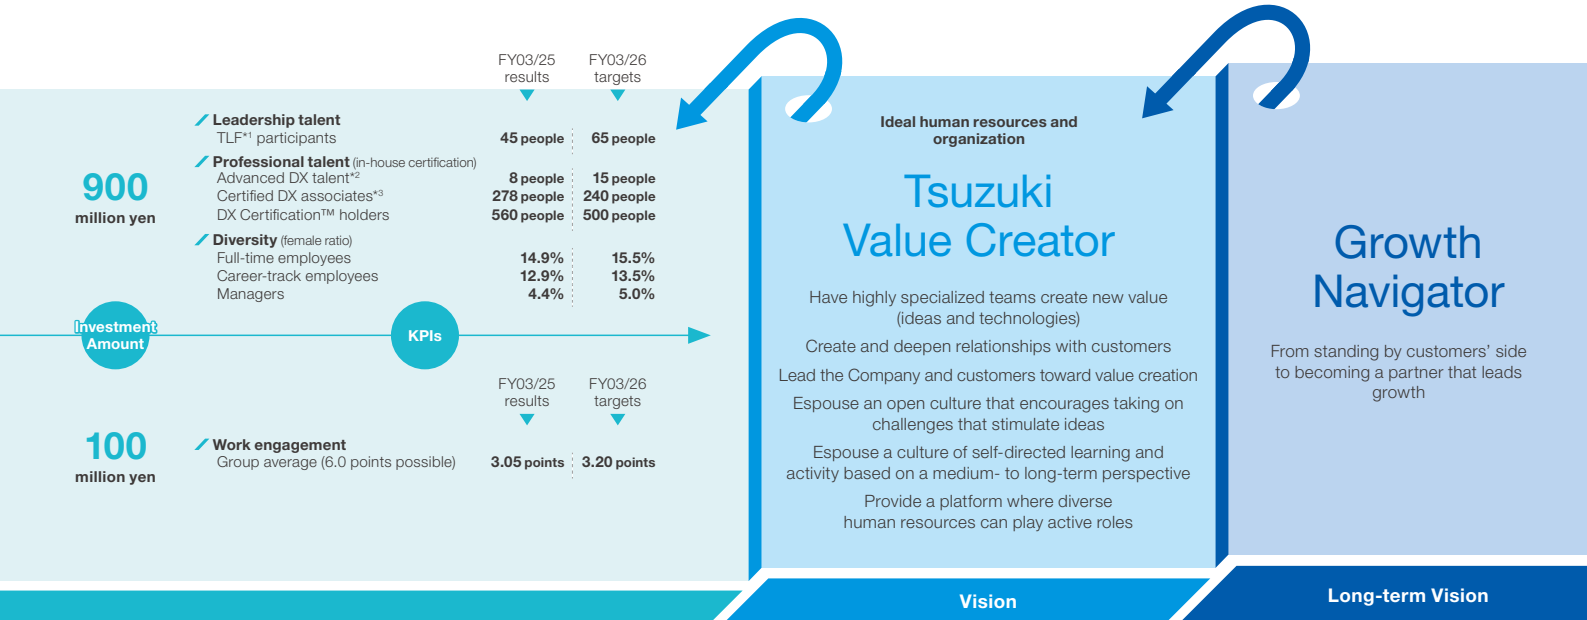 FY03/25 results FY03/26 targets
900 million yen
Leadership talent
TLF*1 participants 45 people 65 people
Professional talent (in-house certification)
Advanced DX talent*2 8 people 15 people
Certified DX associates*3 278 people 240 people
DX Certification™ holders 560 people 500 people
Diversity (female ratio)
Full-time employees 14.9% 15.5%
Career-track employees 12.9% 13.5%
Managers 4.4% 5.0%
Investment
Amount
KPIs
FY03/25 results FY03/26 targets
100 million yen
Work engagement
Group average (6.0 points possible) 3.05 points 3.20 points
Ideal human resources and
organization
Tsuzuki
Value Creator
Have highly specialized teams create new value
(ideas and technologies)
Create and deepen relationships with customers
Lead the Company and customers toward value creation
Espouse an open culture that encourages taking on
challenges that stimulate ideas
Espouse a culture of self-directed learning and
activity based on a medium- to long-term perspective
Provide a platform where diverse
human resources can play active roles
Vision
Growth
Navigator
From standing by customers’ side
to becoming a partner that leads
growth
Long-term Vision